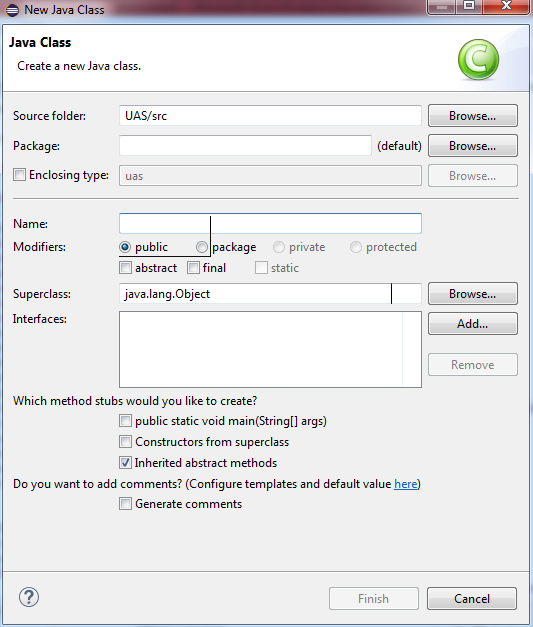 New Java Class
Java Class
Create a new Java class.
C
Source folder: UAS/src Browse...
Package: (default) Browse...
Enclosing type: uas Browse...
Name:
Modifiers: public package private protected
abstract final static
Superclass: java.lang.Object Browse...
Interfaces: Add...
Remove
Which method stubs would you like to create?
public static void main(String[] args)
Constructors from superclass
Inherited abstract methods
Do you want to add comments? (Configure templates and default value here)
Generate comments
? Finish Cancel